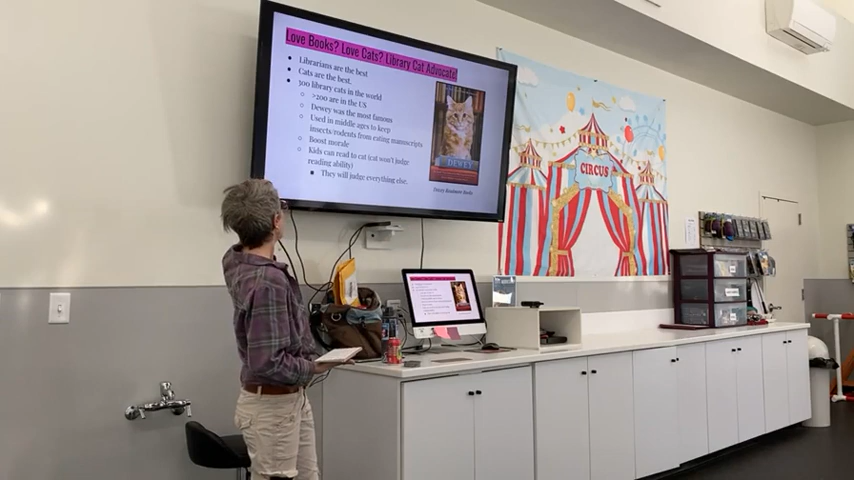 Love Books? Love Cats? Library Cat Advocate!
Librarians are the best
Cats are the best.
300 library cats in the world
>200 are in the US
Dewey was the most famous
Used in middle ages to keep
insects/rodents from eating manuscripts
Boost morale
Kids can read to cat (cat won't judge
reading ability)
They will judge everything else.
DEWEY
Dewey Readmore Books
CIRCUS